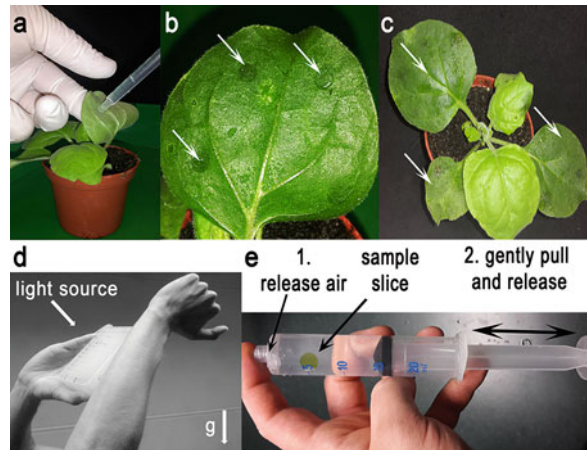 a
b
c
d
light source
g
e
1.
release air
sample
slice
2. gently pull
and release
10
20